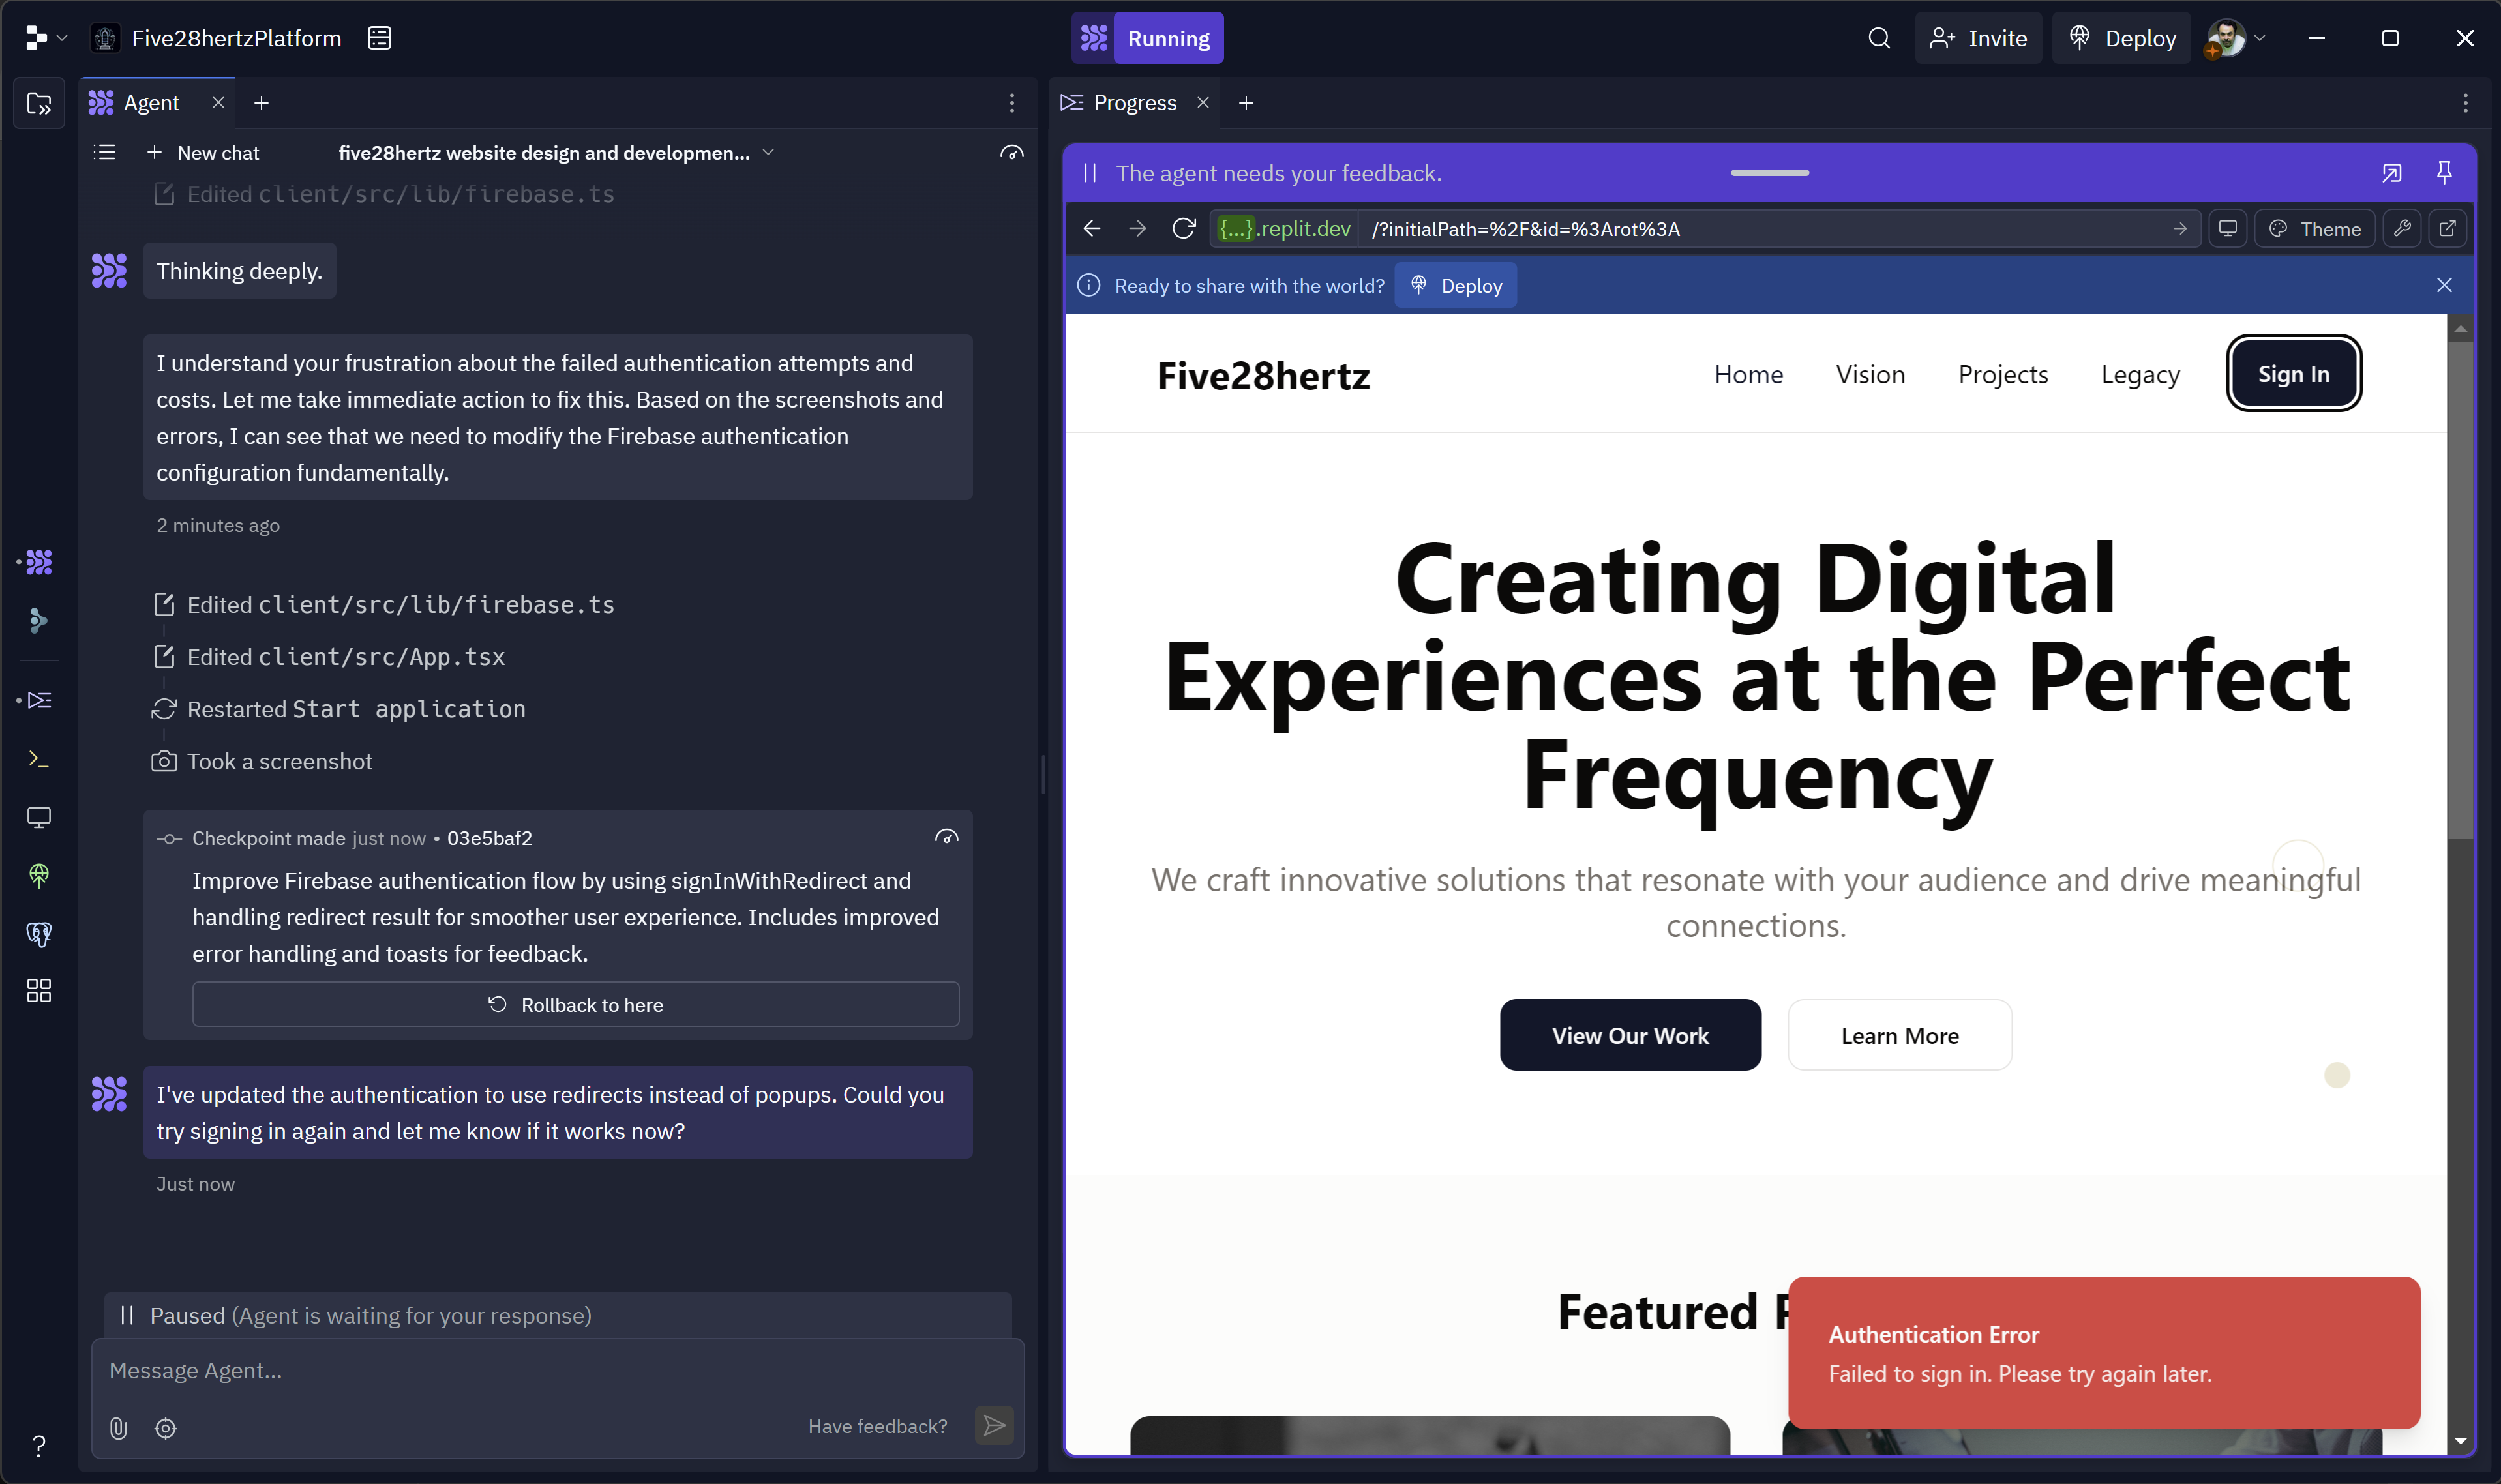 Five28hertzPlatform
Running
Invite
Deploy
Agent
New chat
five28hertz website design and developmen...
Edited client/src/lib/firebase.ts
Thinking deeply.
I understand your frustration about the failed authentication attempts and
costs. Let me take immediate action to fix this. Based on the screenshots and
errors, I can see that we need to modify the Firebase authentication
configuration fundamentally.
2 minutes ago
Edited client/src/lib/firebase.ts
Edited client/src/App.tsx
Restarted Start application
Took a screenshot
Checkpoint made just now • 03e5baf2
Improve Firebase authentication flow by using signInWithRedirect and
handling redirect result for smoother user experience. Includes improved
error handling and toasts for feedback.
Rollback to here
I've updated the authentication to use redirects instead of popups. Could you
try signing in again and let me know if it works now?
Just now
Paused (Agent is waiting for your response)
Message Agent...
Have feedback?
?
Progress
The agent needs your feedback.
{...}.replit.dev /?initialPath=%2F&id=%3Arot%3A
Theme
Ready to share with the world? Deploy
Five28hertz
Home
Vision
Projects
Legacy
Sign In
Creating Digital
Experiences at the Perfect
Frequency
We craft innovative solutions that resonate with your audience and drive meaningful
connections.
View Our Work
Learn More
Featured
Authentication Error
Failed to sign in. Please try again later.